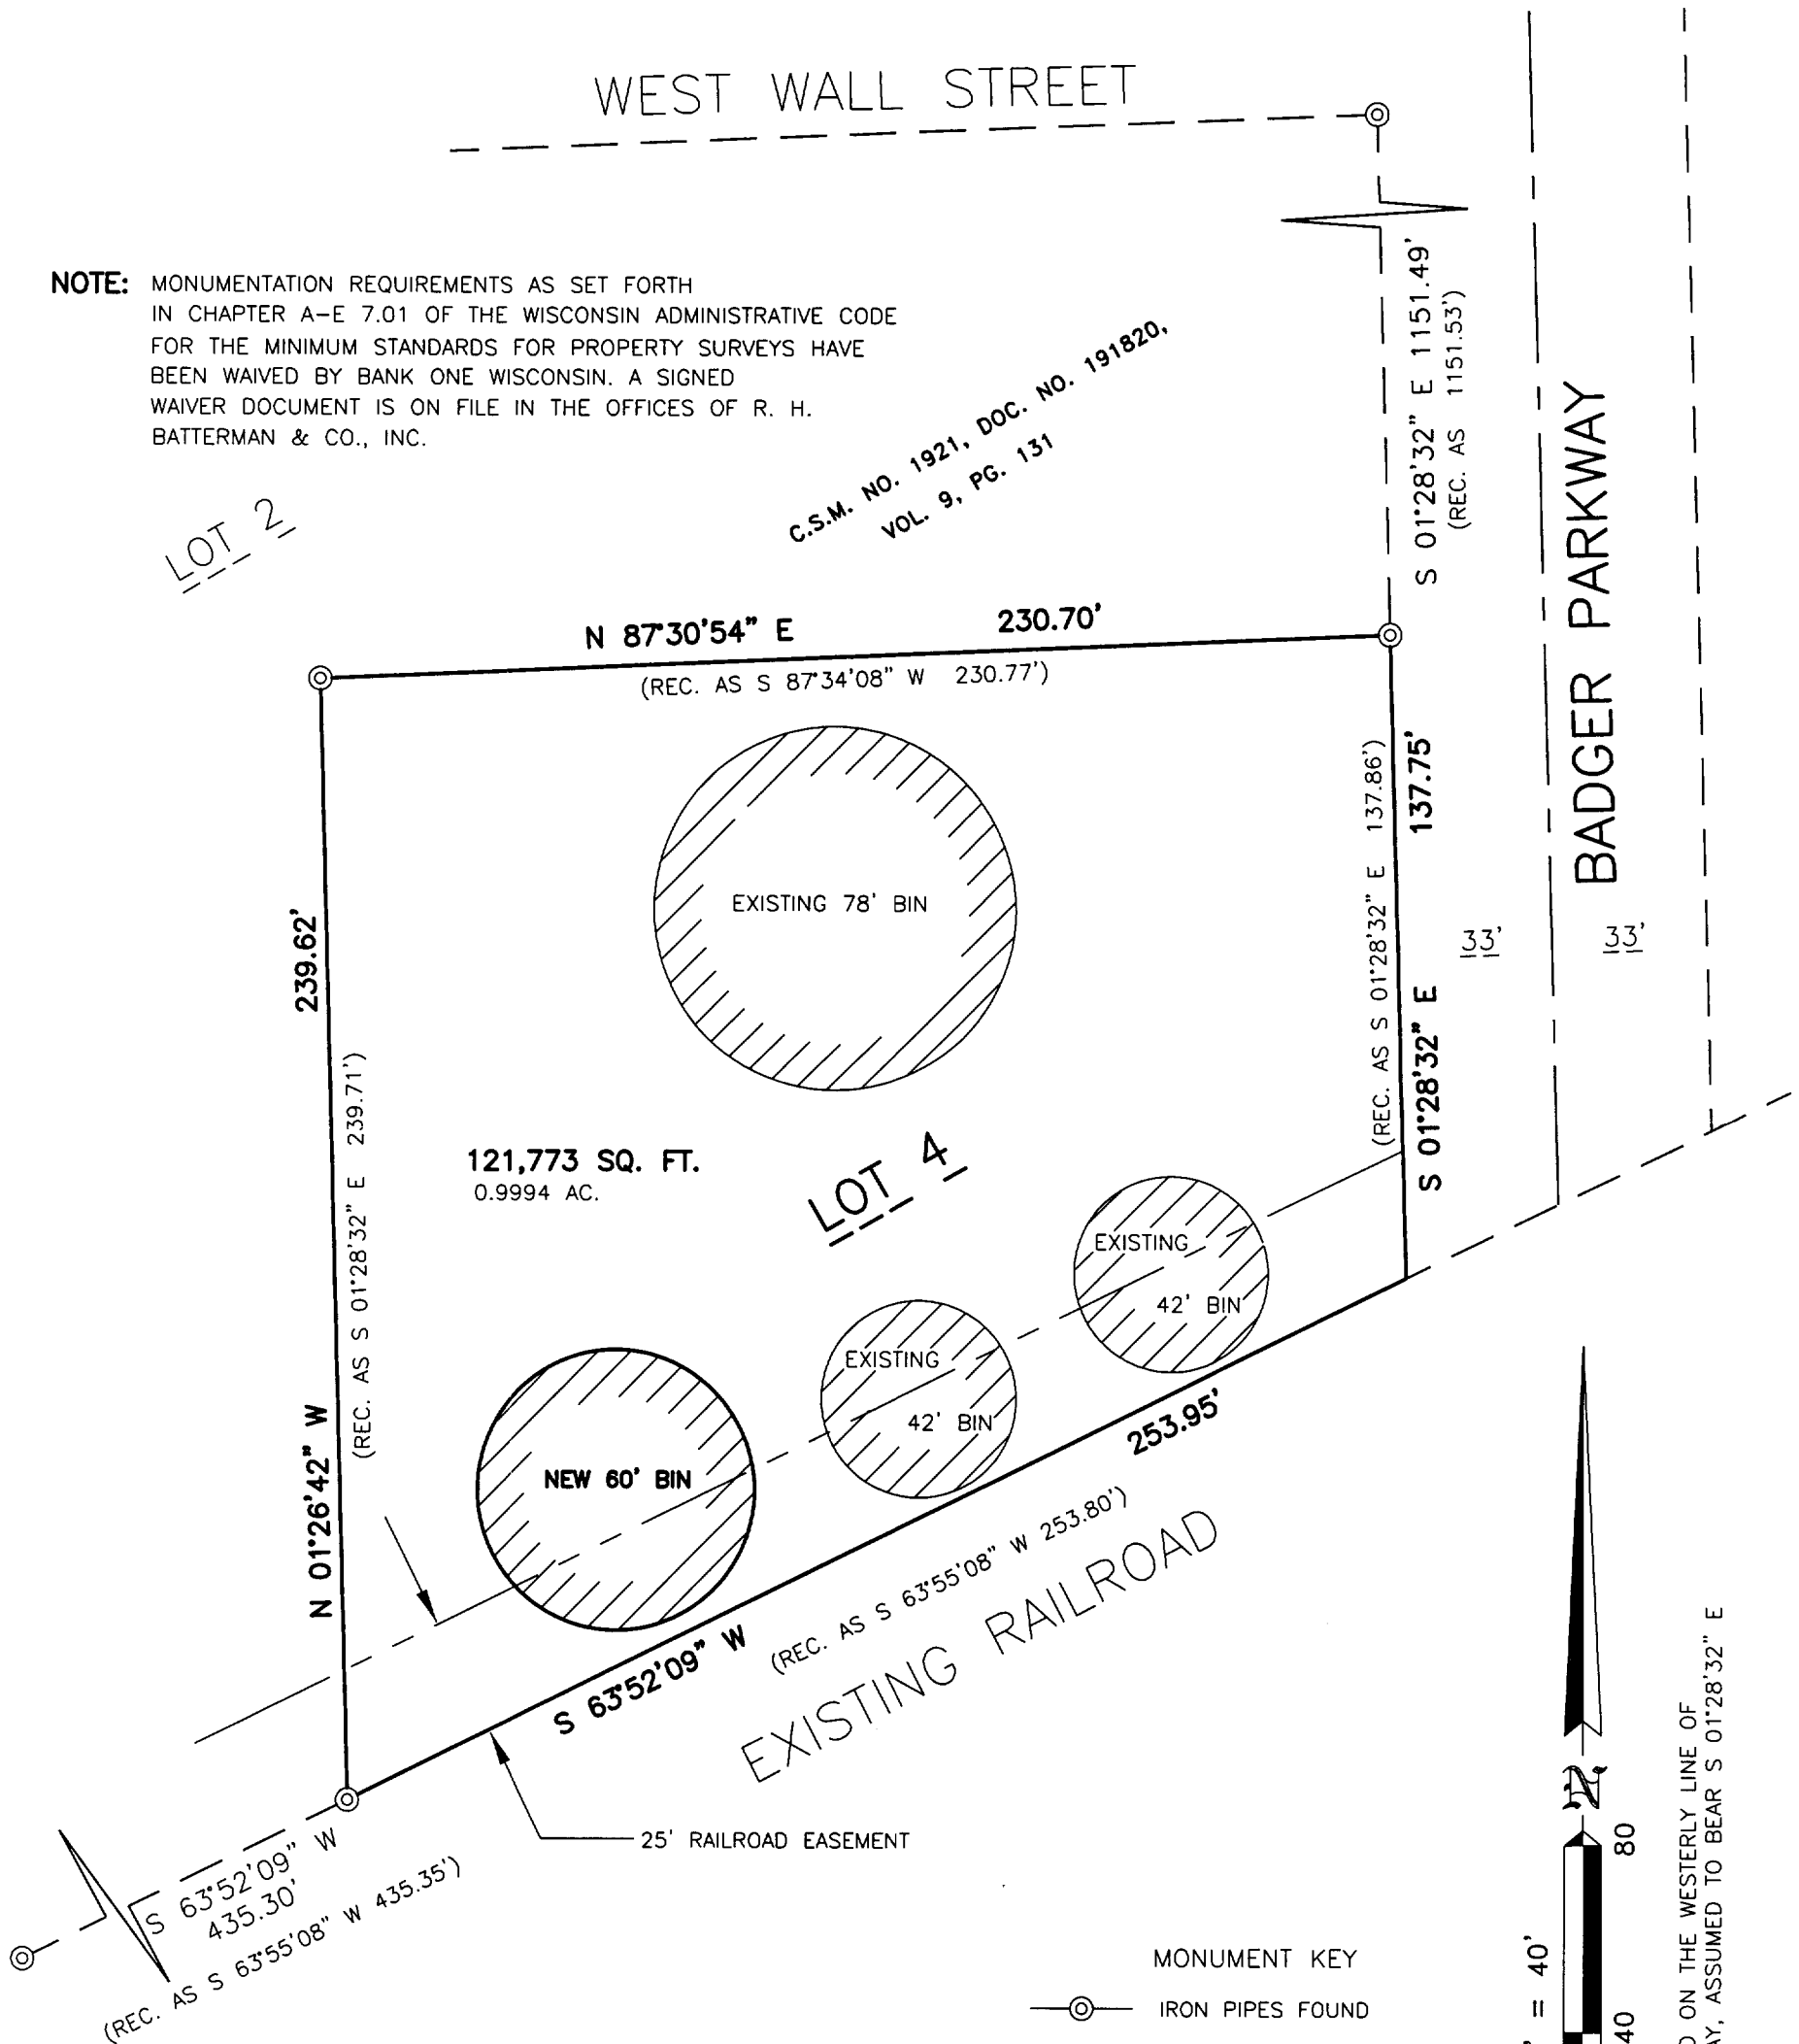 WEST WALL STREET
NOTE: MONUMENTATION REQUIREMENTS AS SET FORTH
IN CHAPTER A-E 7.01 OF THE WISCONSIN ADMINISTRATIVE CODE
FOR THE MINIMUM STANDARDS FOR PROPERTY SURVEYS HAVE
BEEN WAIVED BY BANK ONE WISCONSIN. A SIGNED
WAIVER DOCUMENT IS ON FILE IN THE OFFICES OF R. H.
BATTERMAN & CO., INC.
LOT 2
C.S.M. NO. 1921, DOC. NO. 191820,
VOL. 9, PG. 131
S 01°28'32" E 1151.49'
(REC. AS 1151.53')
BADGER PARKWAY
33'
33'
N 87°30'54" E 230.70'
(REC. AS S 87°34'08" W 230.77')
EXISTING 78' BIN
(REC. AS S 01°28'32" E 137.86')
S 01°28'32" E 137.75'
N 01°26'42" W 239.62'
(REC. AS S 01°28'32" E 239.71')
121,773 SQ. FT.
0.9994 AC.
LOT 4
EXISTING
42' BIN
EXISTING
42' BIN
NEW 60' BIN
S 63°52'09" W 253.95'
(REC. AS S 63°55'08" W 253.80')
EXISTING RAILROAD
25' RAILROAD EASEMENT
S 63°52'09" W
435.30'
(REC. AS S 63°55'08" W 435.35')
MONUMENT KEY
IRON PIPES FOUND
N
80
40
= 40'
ON THE WESTERLY LINE OF
ASSUMED TO BEAR S 01°28'32" E